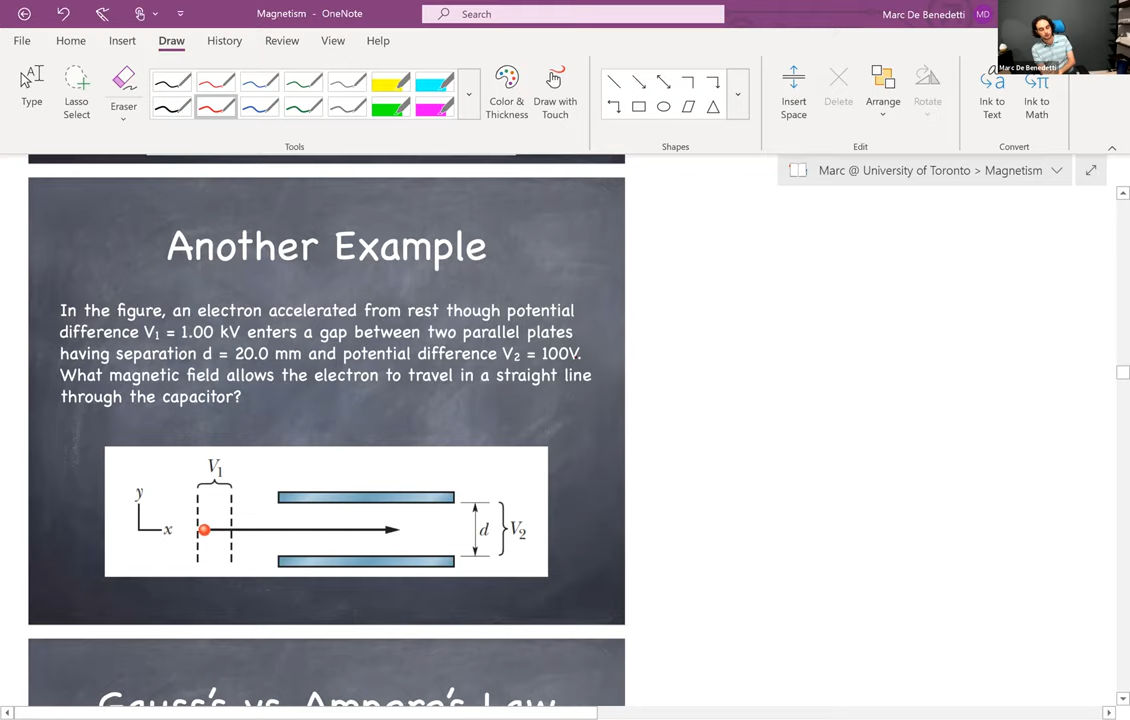 Magnetism - OneNote
Search
Marc De Benedetti
MD
Marc De Benedetti
File
Home
Insert
Draw
History
Review
View
Help
Type
Lasso
Select
Eraser
Color &
Thickness
Draw with
Touch
Insert
Space
Delete
Arrange
Rotate
Ink to
Text
Ink to
Math
Tools
Shapes
Edit
Convert
Marc @ University of Toronto > Magnetism
Another Example
In the figure, an electron accelerated from rest though potential
difference V₁ = 1.00 kV enters a gap between two parallel plates
having separation d = 20.0 mm and potential difference V₂ = 100V.
What magnetic field allows the electron to travel in a straight line
through the capacitor?
V₁
y
x
d
V₂
Gauss's vs Ampere's Law